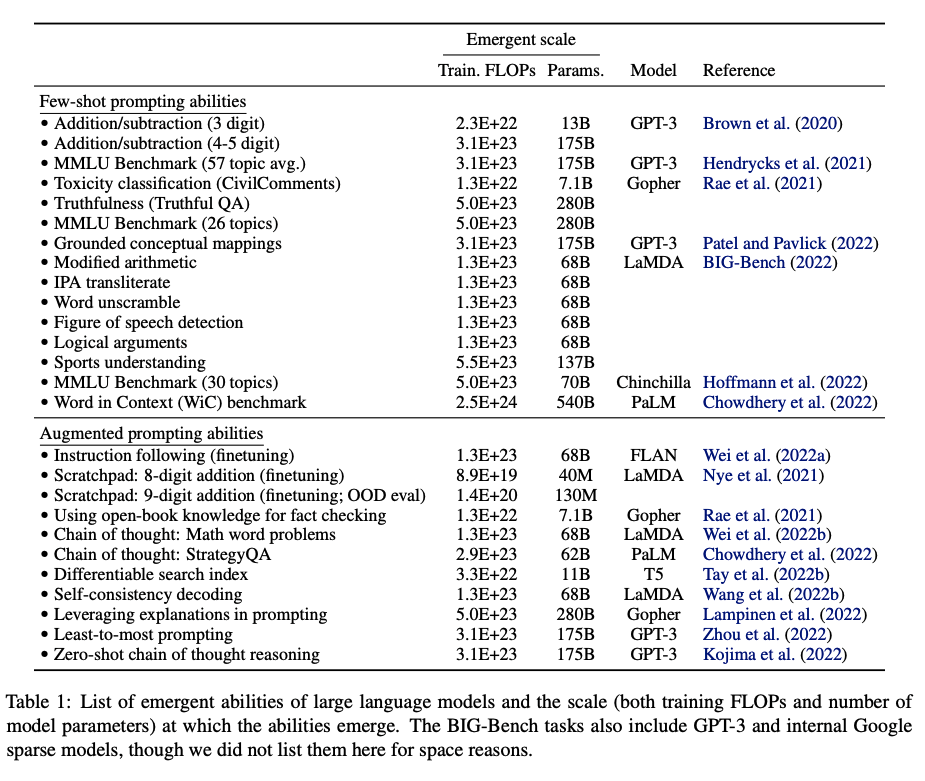 Emergent scale
Train. FLOPs Params. Model Reference
Few-shot prompting abilities
• Addition/subtraction (3 digit) 2.3E+22 13B GPT-3 Brown et al. (2020)
• Addition/subtraction (4-5 digit) 3.1E+23 175B
• MMLU Benchmark (57 topic avg.) 3.1E+23 175B GPT-3 Hendrycks et al. (2021)
• Toxicity classification (CivilComments) 1.3E+22 7.1B Gopher Rae et al. (2021)
• Truthfulness (Truthful QA) 5.0E+23 280B
• MMLU Benchmark (26 topics) 5.0E+23 280B
• Grounded conceptual mappings 3.1E+23 175B GPT-3 Patel and Pavlick (2022)
• Modified arithmetic 1.3E+23 68B LaMDA BIG-Bench (2022)
• IPA transliterate 1.3E+23 68B
• Word unscramble 1.3E+23 68B
• Figure of speech detection 1.3E+23 68B
• Logical arguments 1.3E+23 68B
• Sports understanding 5.5E+23 137B
• MMLU Benchmark (30 topics) 5.0E+23 70B Chinchilla Hoffmann et al. (2022)
• Word in Context (WiC) benchmark 2.5E+24 540B PaLM Chowdhery et al. (2022)
Augmented prompting abilities
• Instruction following (finetuning) 1.3E+23 68B FLAN Wei et al. (2022a)
• Scratchpad: 8-digit addition (finetuning) 8.9E+19 40M LaMDA Nye et al. (2021)
• Scratchpad: 9-digit addition (finetuning; OOD eval) 1.4E+20 130M
• Using open-book knowledge for fact checking 1.3E+22 7.1B Gopher Rae et al. (2021)
• Chain of thought: Math word problems 1.3E+23 68B LaMDA Wei et al. (2022b)
• Chain of thought: StrategyQA 2.9E+23 62B PaLM Chowdhery et al. (2022)
• Differentiable search index 3.3E+22 11B T5 Tay et al. (2022b)
• Self-consistency decoding 1.3E+23 68B LaMDA Wang et al. (2022b)
• Leveraging explanations in prompting 5.0E+23 280B Gopher Lampinen et al. (2022)
• Least-to-most prompting 3.1E+23 175B GPT-3 Zhou et al. (2022)
• Zero-shot chain of thought reasoning 3.1E+23 175B GPT-3 Kojima et al. (2022)
Table 1: List of emergent abilities of large language models and the scale (both training FLOPs and number of
model parameters) at which the abilities emerge. The BIG-Bench tasks also include GPT-3 and internal Google
sparse models, though we did not list them here for space reasons.